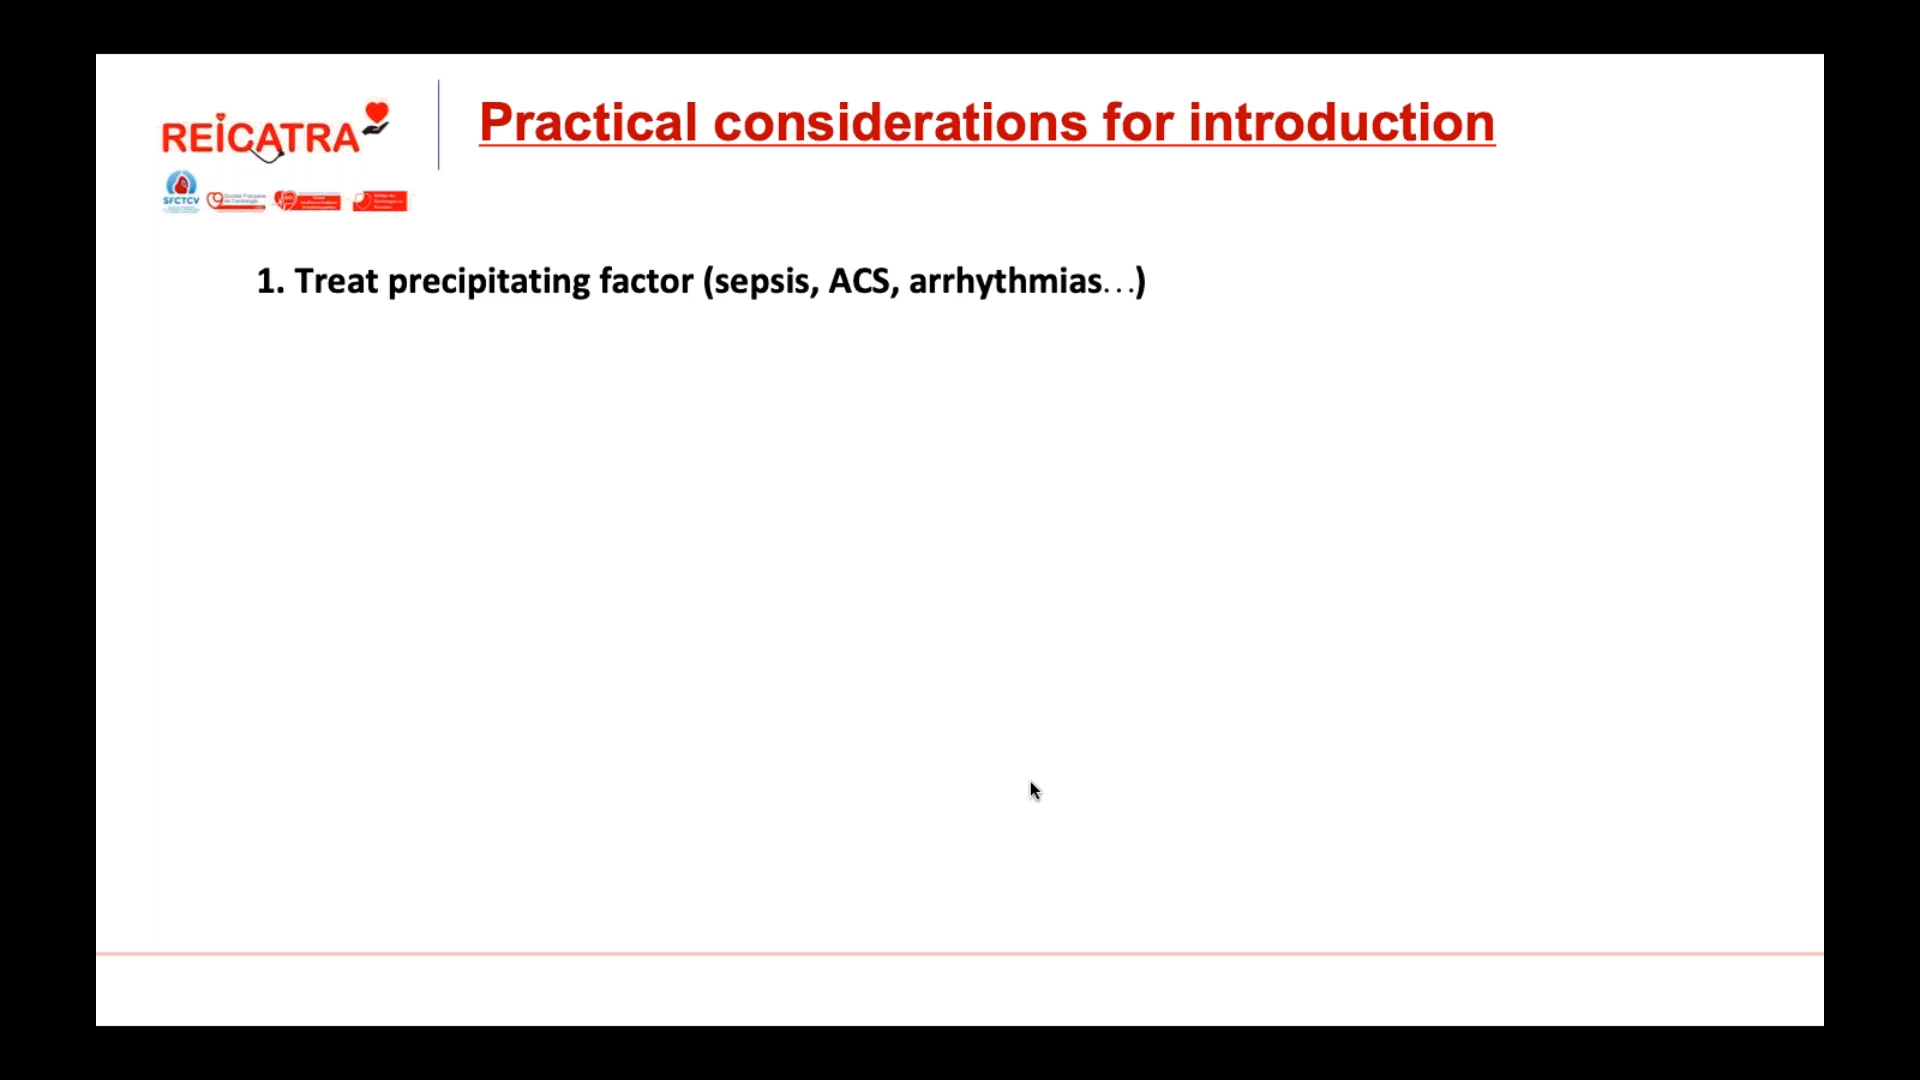 REICATRA
Practical considerations for introduction
SFCTCV
1. Treat precipitating factor (sepsis, ACS, arrhythmias...)